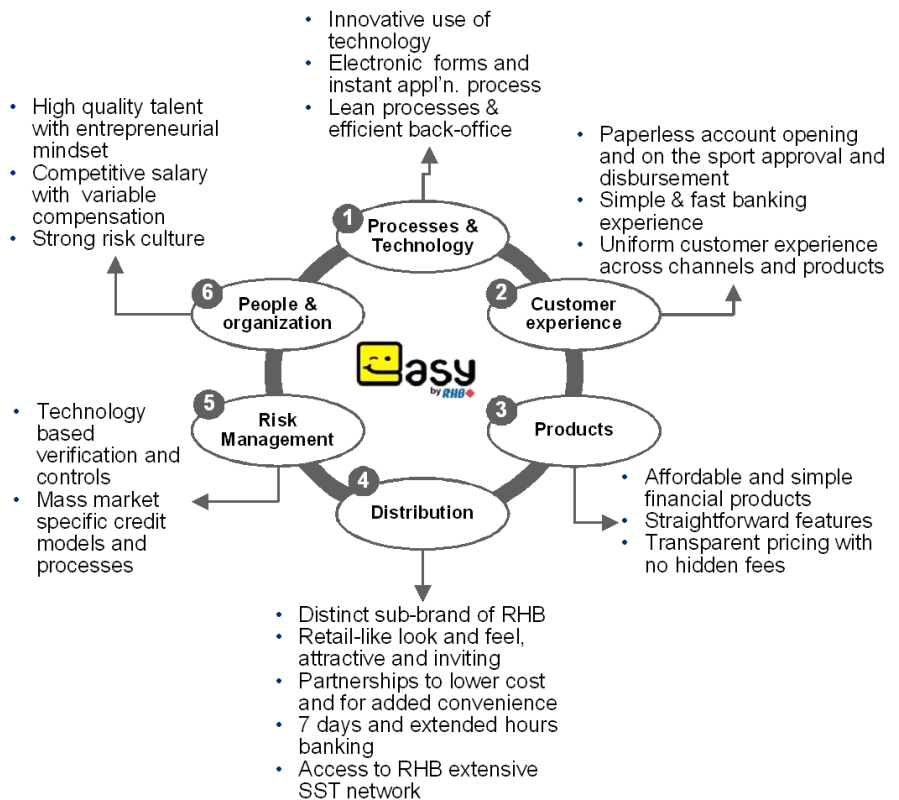 • Innovative use of
technology
• Electronic forms and
instant appl'n. process
• Lean processes &
efficient back-office
1
Processes &
Technology
• Paperless account opening
and on the sport approval and
disbursement
• Simple & fast banking
experience
• Uniform customer experience
across channels and products
2
Customer
experience
3
Products
• Affordable and simple
financial products
• Straightforward features
• Transparent pricing with
no hidden fees
4
Distribution
• Distinct sub-brand of RHB
• Retail-like look and feel,
attractive and inviting
• Partnerships to lower cost
and for added convenience
• 7 days and extended hours
banking
• Access to RHB extensive
SST network
5
Risk
Management
• Technology
based
verification and
controls
• Mass market
specific credit
models and
processes
6
People &
organization
• High quality talent
with entrepreneurial
mindset
• Competitive salary
with variable
compensation
• Strong risk culture
easy
by RHB